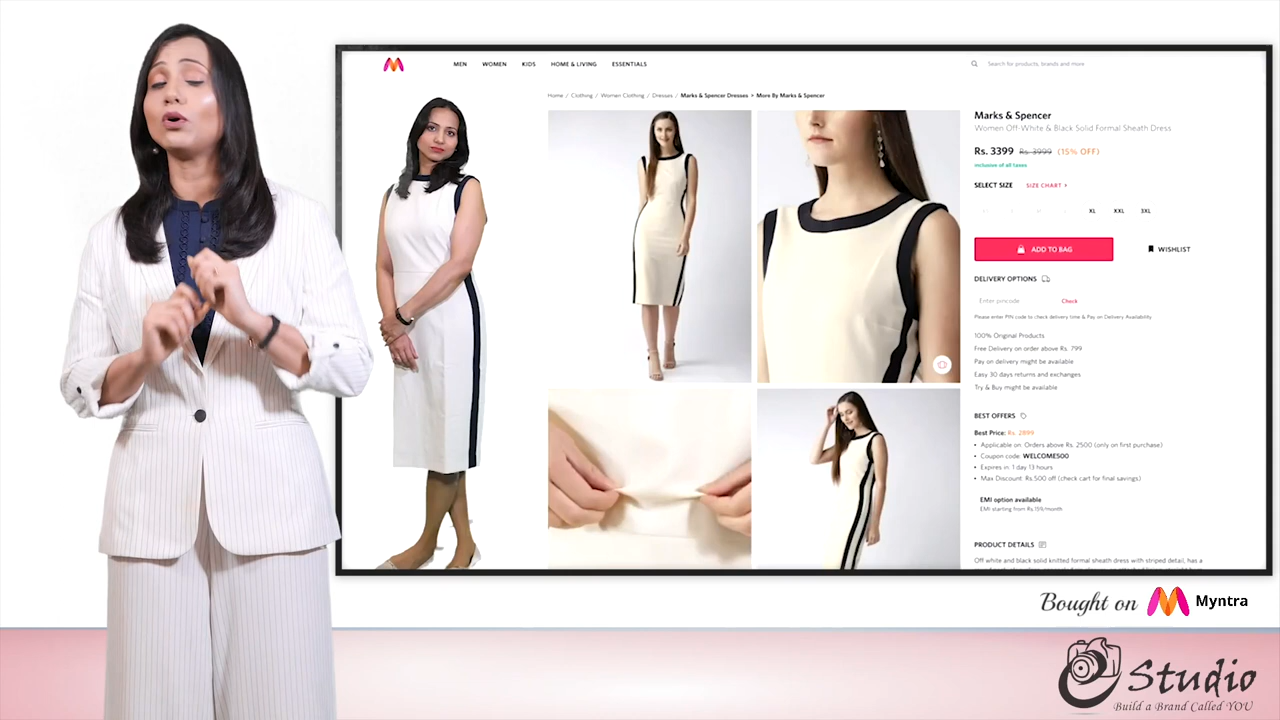 MEN WOMEN KIDS HOME & LIVING ESSENTIALS
Search for products, brands and more
Home / Clothing / Women Clothing / Dresses / Marks & Spencer Dresses > More By Marks & Spencer
Marks & Spencer
Women Off-White & Black Solid Formal Sheath Dress
Rs. 3399 Rs. 3999 (15% OFF)
inclusive of all taxes
SELECT SIZE SIZE CHART >
XL XXL 3XL
ADD TO BAG
WISHLIST
DELIVERY OPTIONS
Enter pincode Check
Please enter PIN code to check delivery time & Pay on Delivery Availability
100% Original Products
Free Delivery on order above Rs. 799
Pay on delivery might be available
Easy 30 days returns and exchanges
Try & Buy might be available
BEST OFFERS
Best Price: Rs. 2899
• Applicable on: Orders above Rs. 2500 (only on first purchase)
• Coupon code: WELCOME500
• Expires in: 1 day 13 hours
• Max Discount: Rs.500 off (check cart for final savings)
EMI option available
EMI starting from Rs.159/month
PRODUCT DETAILS
Off white and black solid knitted formal sheath dress with striped detail, has a
Bought on Myntra
Studio
Build a Brand Called YOU